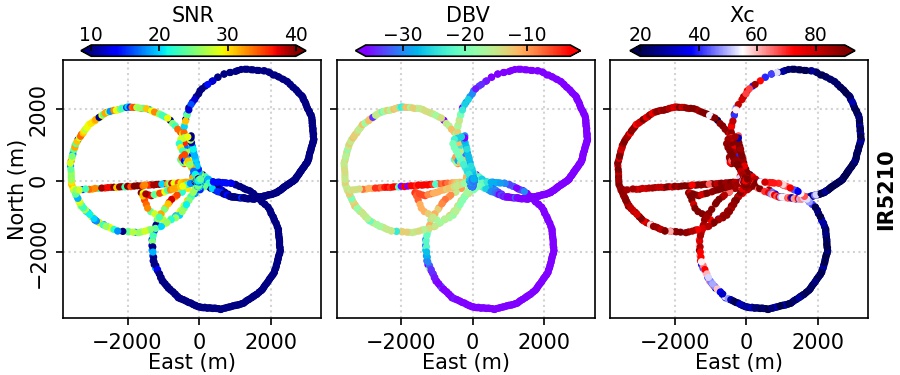 SNR DBV Xc
10 20 30 40 −30 −20 −10 20 40 60 80
North (m)
2000
0
−2000
IR5210
−2000 0 2000 −2000 0 2000 −2000 0 2000
East (m) East (m) East (m)